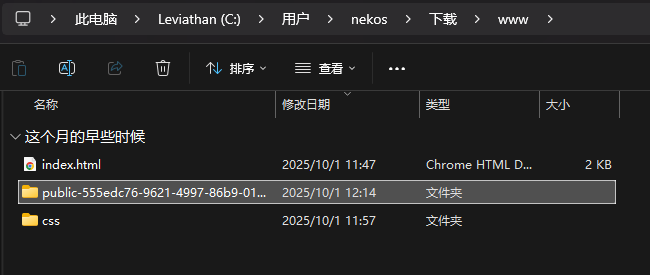 此电脑 > Leviathan (C:) > 用户 > nekos > 下载 > www >
排序 查看 ...
名称 修改日期 类型 大小
这个月的早些时候
index.html 2025/10/1 11:47 Chrome HTML D... 2 KB
public-555edc76-9621-4997-86b9-01... 2025/10/1 12:14 文件夹
css 2025/10/1 11:57 文件夹